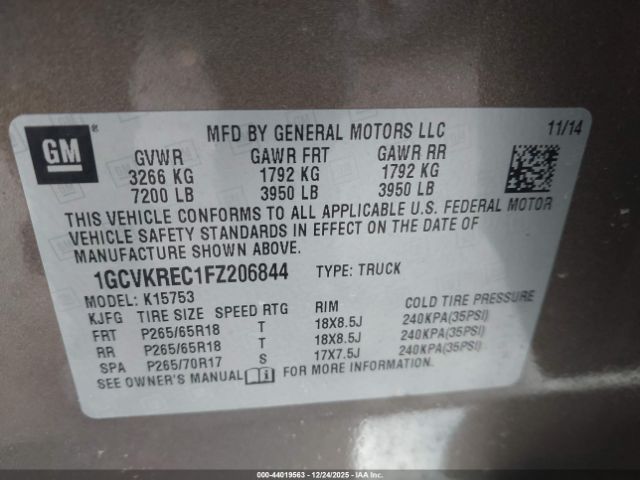 GM
MFD BY GENERAL MOTORS LLC
11/14
GVWR GAWR FRT GAWR RR
3266 KG 1792 KG 1792 KG
7200 LB 3950 LB 3950 LB
THIS VEHICLE CONFORMS TO ALL APPLICABLE U.S. FEDERAL MOTOR
VEHICLE SAFETY STANDARDS IN EFFECT ON THE DATE OF
MANUFACTURE SHOWN ABOVE.
1GCVKREC1FZ206844 TYPE: TRUCK
MODEL: K15753
KJFG TIRE SIZE SPEED RTG RIM COLD TIRE PRESSURE
FRT P265/65R18 T 18X8.5J 240KPA(35PSI)
RR P265/65R18 T 18X8.5J 240KPA(35PSI)
SPA P265/70R17 S 17X7.5J 240KPA(35PSI)
SEE OWNER'S MANUAL FOR MORE INFORMATION.
000-44019563 - 12/24/2025 - IAA Inc.